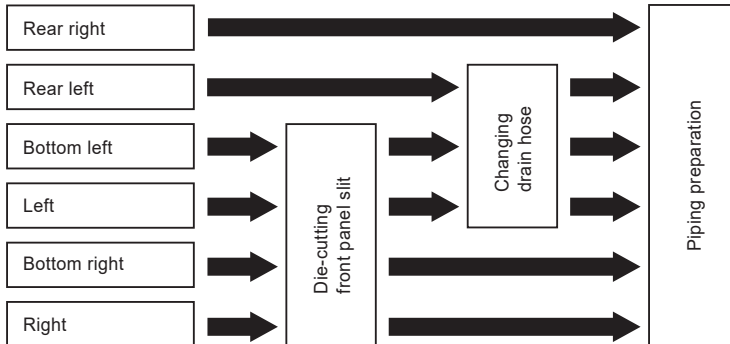 Rear right
Rear left
Bottom left
Left
Bottom right
Right
Die-cutting
front panel slit
Changing
drain hose
Piping preparation